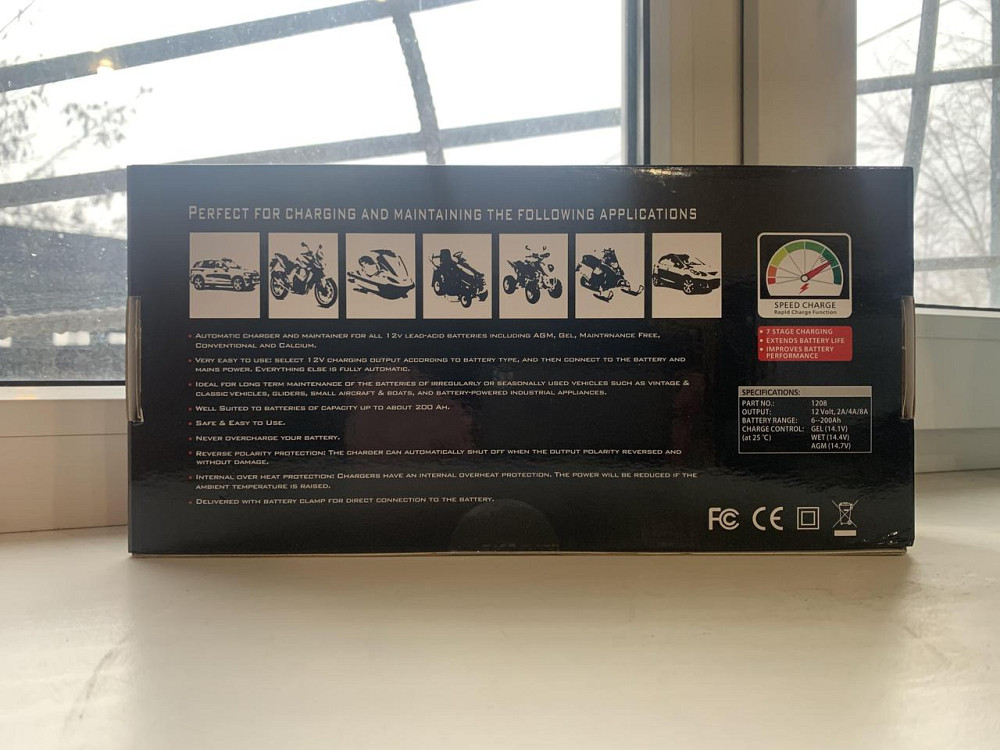 PERFECT FOR CHARGING AND MAINTAINING THE FOLLOWING APPLICATIONS
• AUTOMATIC CHARGER AND MAINTAINER FOR ALL 12V LEAD-ACID BATTERIES INCLUDING AGM, GEL, MAINTRNANCE FREE,
CONVENTIONAL AND CALCIUM.
• VERY EASY TO USE: SELECT 12V CHARGING OUTPUT ACCORDING TO BATTERY TYPE, AND THEN CONNECT TO THE BATTERY AND
MAINS POWER. EVERYTHING ELSE IS FULLY AUTOMATIC.
• IDEAL FOR LONG TERM MAINTENANCE OF THE BATTERIES OF IRREGULARLY OR SEASONALLY USED VEHICLES SUCH AS VINTAGE &
CLASSIC VEHICLES, GLIDERS, SMALL AIRCRAFT & BOATS, AND BATTERY-POWERED INDUSTRIAL APPLIANCES.
• WELL SUITED TO BATTERIES OF CAPACITY UP TO ABOUT 200 AH.
• SAFE & EASY TO USE.
• NEVER OVERCHARGE YOUR BATTERY.
• REVERSE POLARITY PROTECTION: THE CHARGER CAN AUTOMATICALLY SHUT OFF WHEN THE OUTPUT POLARITY REVERSED AND
WITHOUT DAMAGE.
• INTERNAL OVER HEAT PROTECTION: CHARGERS HAVE AN INTERNAL OVERHEAT PROTECTION. THE POWER WILL BE REDUCED IF THE
AMBIENT TEMPERATURE IS RAISED.
• DELIVERED WITH BATTERY CLAMP FOR DIRECT CONNECTION TO THE BATTERY.
SPEED CHARGE
Rapid Charge Function
• 7 STAGE CHARGING
• EXTENDS BATTERY LIFE
• IMPROVES BATTERY
PERFORMANCE
SPECIFICATIONS:
PART NO.: 1208
OUTPUT: 12 Volt, 2A/4A/8A
BATTERY RANGE: 6--200Ah
CHARGE CONTROL: GEL (14.1V)
(at 25 ℃) WET (14.4V)
AGM (14.7V)
FC CE